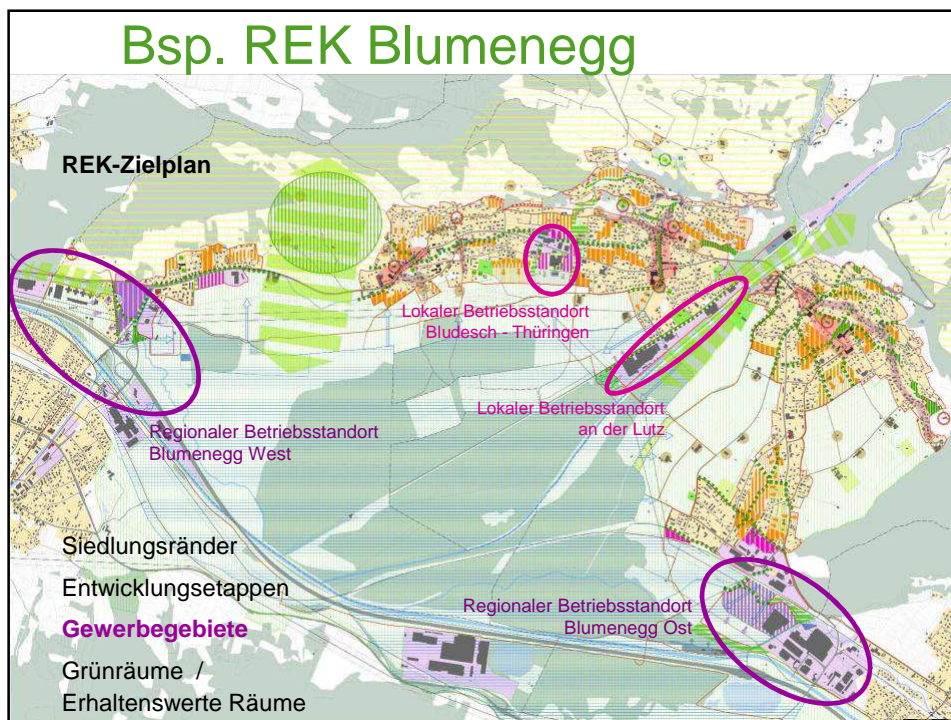 Bsp. REK Blumenegg
REK-Zielplan
Lokaler Betriebsstandort
Bludesch - Thüringen
Lokaler Betriebsstandort
an der Lutz
Regionaler Betriebsstandort
Blumenegg West
Siedlungsränder
Entwicklungsetappen
Gewerbegebiete
Grünräume /
Erhaltenswerte Räume
Regionaler Betriebsstandort
Blumenegg Ost